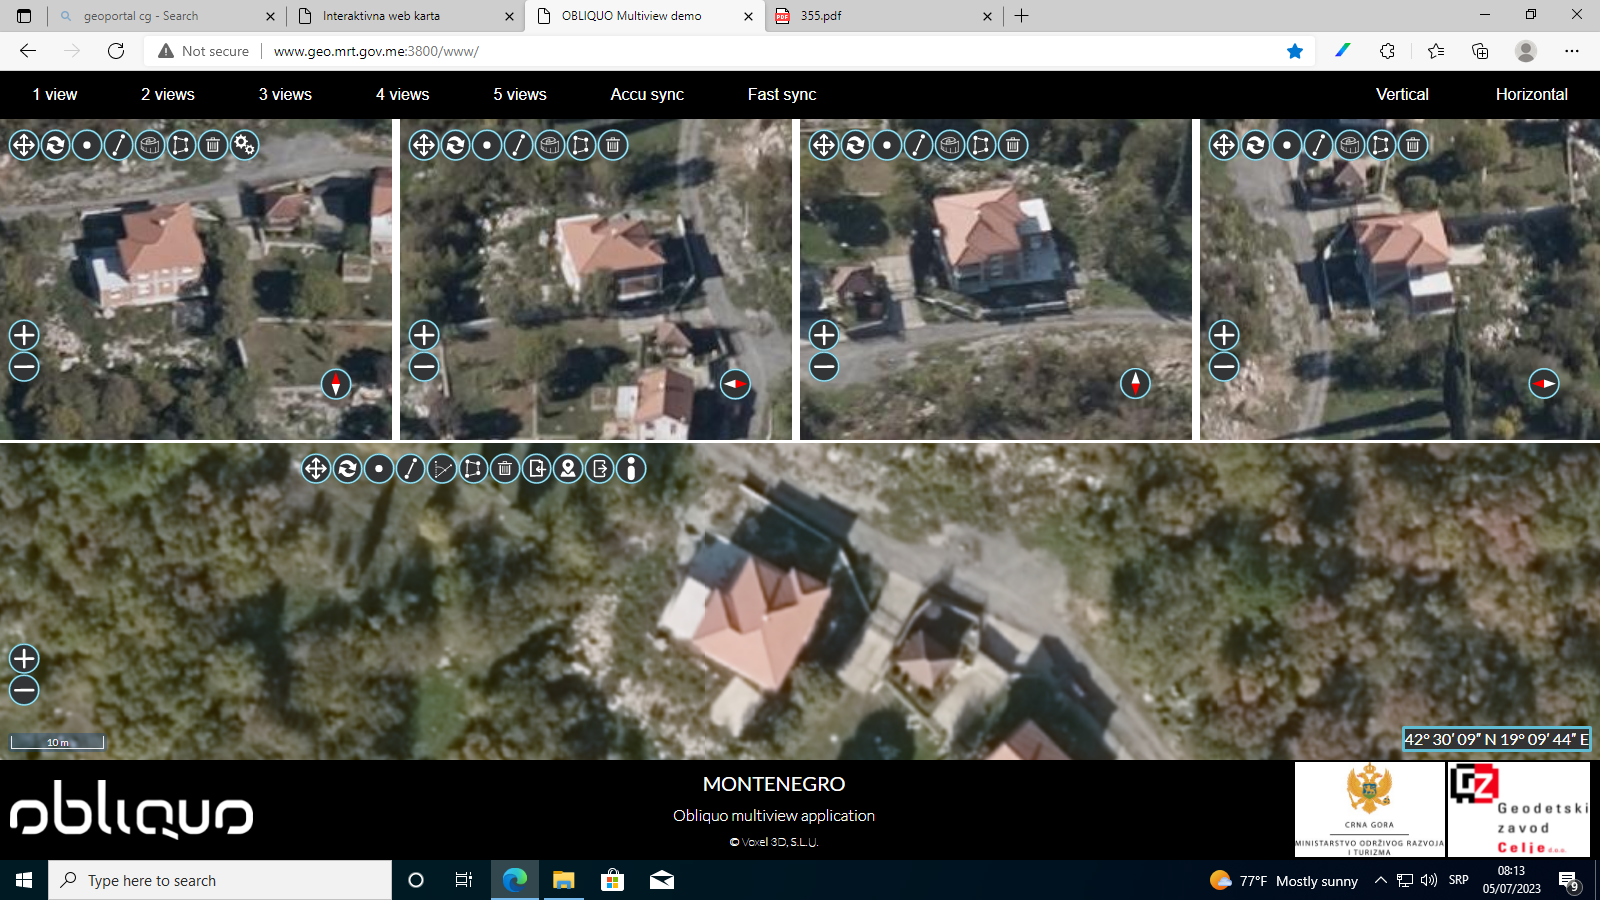 geoportal cg - Search
Interaktivna web karta
OBLIQUO Multiview demo
355.pdf
Not secure
www.geo.mrt.gov.me:3800/www/
1 view
2 views
3 views
4 views
5 views
Accu sync
Fast sync
Vertical
Horizontal
10 m
42° 30′ 09″ N 19° 09′ 44″ E
obliquo
MONTENEGRO
Obliquo multiview application
© Voxel 3D, S.L.U.
CRNA GORA
MINISTARSTVO ODRŽIVOG RAZVOJA
I TURIZMA
GZ
Geodetski
zavod
Celje d.o.o.
Type here to search
77°F Mostly sunny
SRP
08:13
05/07/2023
9